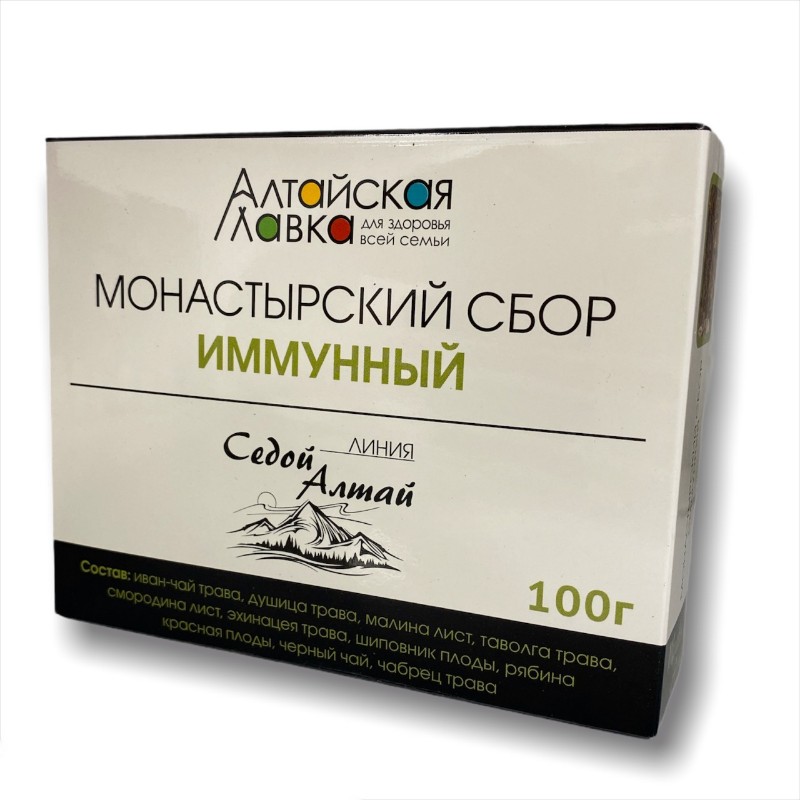 Алтайская
Лавка для здоровья
всей семьи
МОНАСТЫРСКИЙ СБОР
ИММУННЫЙ
ЛИНИЯ
Седой
Алтай
100г
Состав: иван-чай трава, душица трава, малина лист, таволга трава,
смородина лист, эхинацея трава, шиповник плоды, рябина
красная плоды, черный чай, чабрец трава